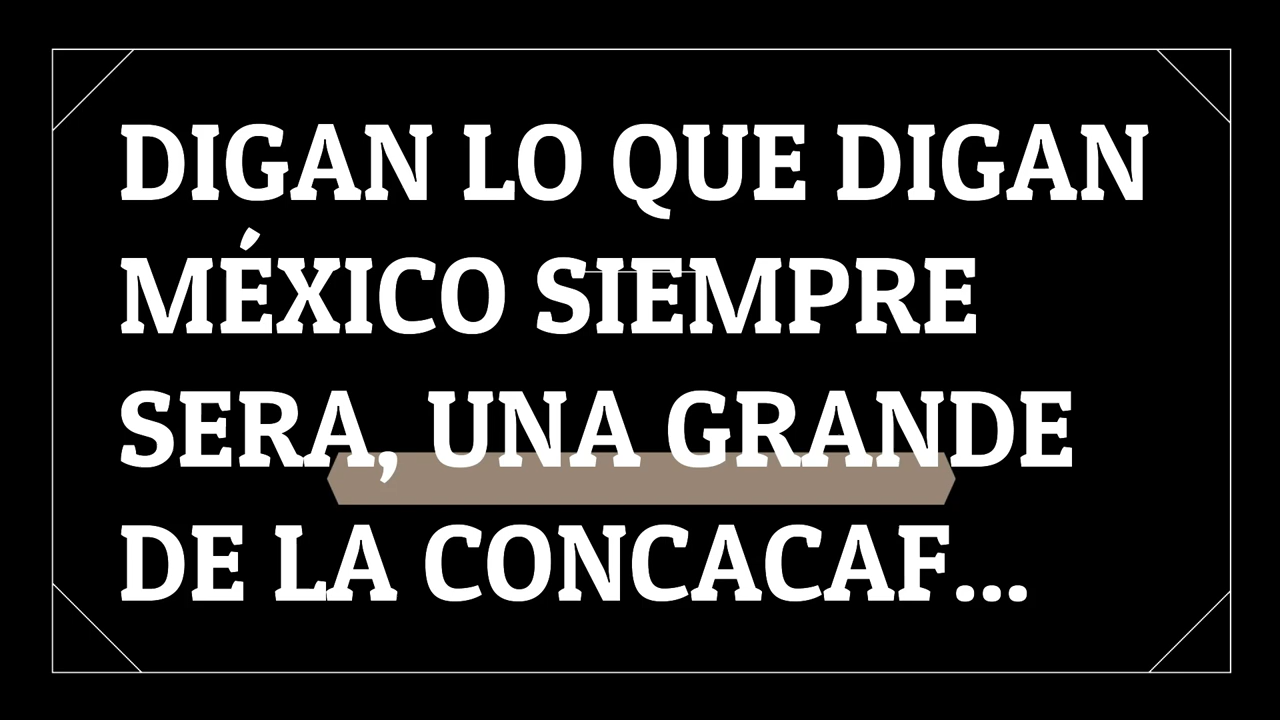 DIGAN LO QUE DIGAN
MÉXICO SIEMPRE
SERA, UNA GRANDE
DE LA CONCACAF...